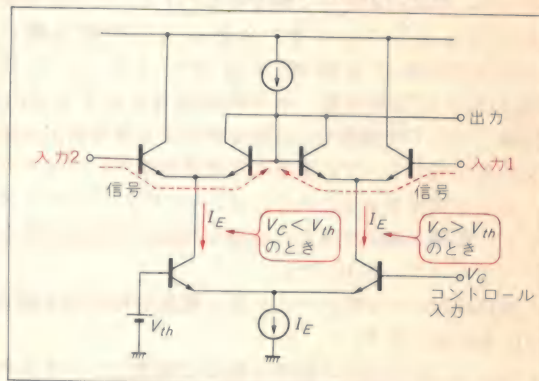 出力
入力2
入力1
信号
信号
I_E
V_C < V_th
のとき
I_E
V_C > V_th
のとき
V_C
コントロール
入力
V_th
I_E